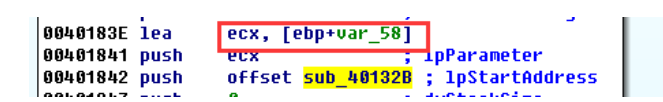 0040183E lea ecx, [ebp+var_58]
00401841 push ecx ; lpParameter
00401842 push offset sub_40132B ; lpStartAddress